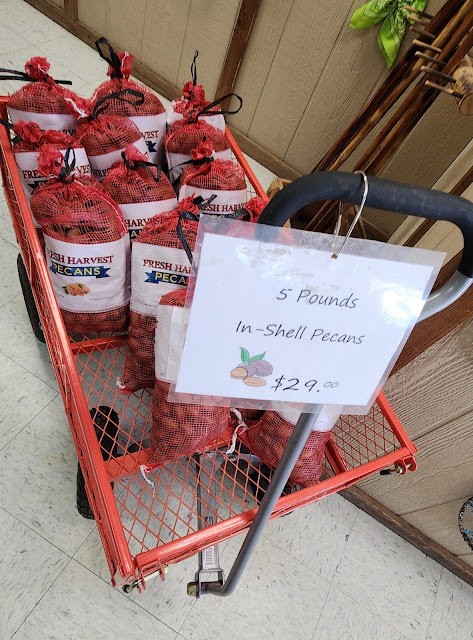 FRESH HARVEST
PECANS
FRESH HARVEST
PECANS
5 Pounds
In-Shell Pecans
$29.00